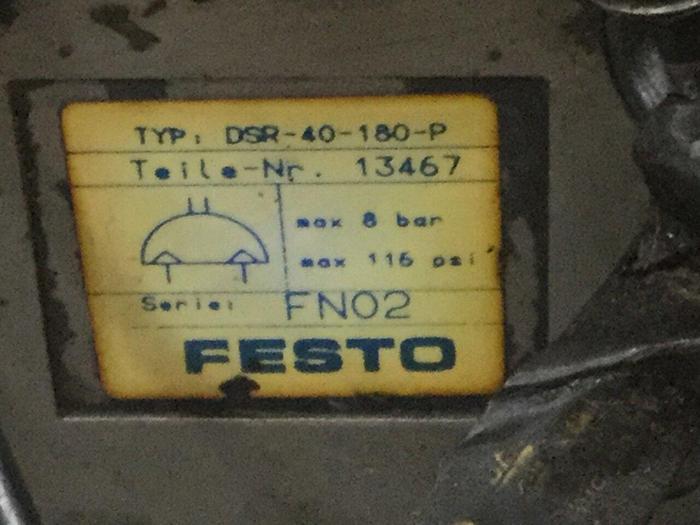 TYP: DSR-40-180-P
Teile-Nr. 13467
max 8 bar
max 116 psi
Serie: FN02
FESTO